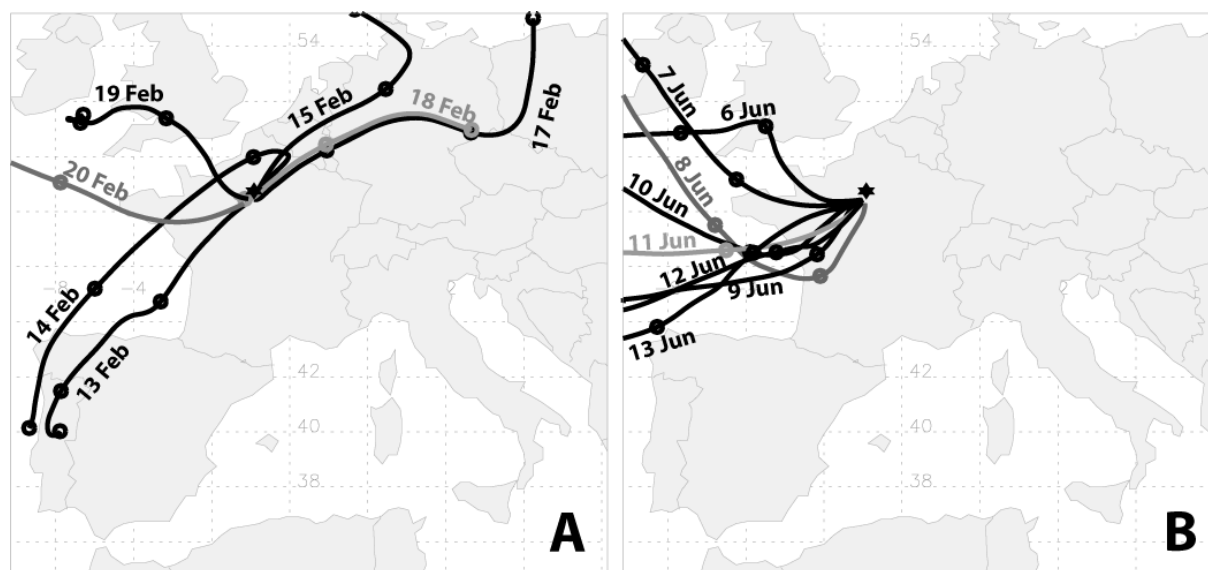 19 Feb
15 Feb
18 Feb
17 Feb
20 Feb
14 Feb
13 Feb
8
-4
2
42
40
38
A
54
7 Jun
6 Jun
8 Jun
10 Jun
11 Jun
12 Jun
9 Jun
13 Jun
42
40
38
B
54